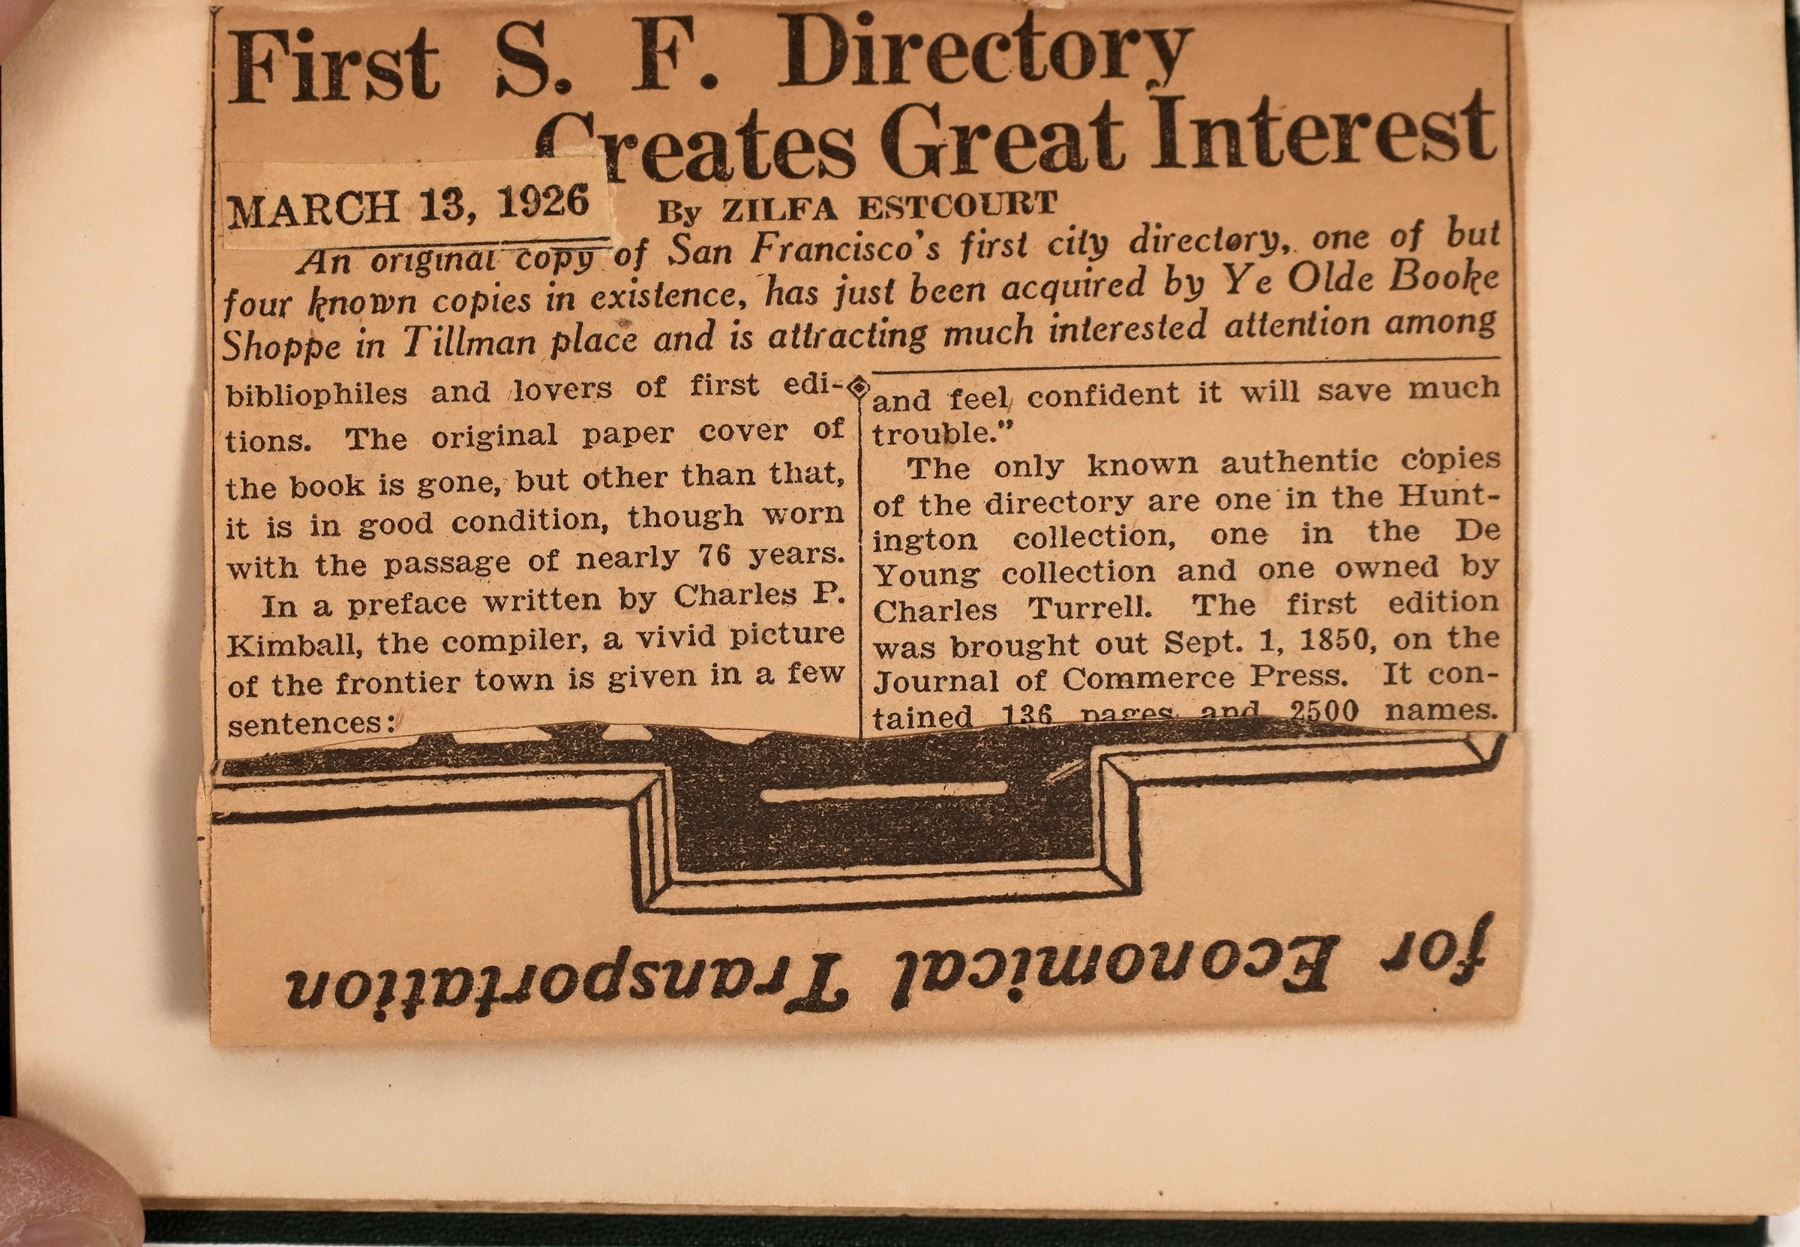 First S. F. Directory
Creates Great Interest
MARCH 13, 1926
By ZILFA ESTCOURT
An original copy of San Francisco's first city directory, one of but
four known copies in existence, has just been acquired by Ye Olde Booke
Shoppe in Tillman place and is attracting much interested attention among
bibliophiles and lovers of first edi-
tions. The original paper cover of
the book is gone, but other than that,
it is in good condition, though worn
with the passage of nearly 76 years.
In a preface written by Charles P.
Kimball, the compiler, a vivid picture
of the frontier town is given in a few
sentences:
and feel confident it will save much
trouble."
The only known authentic copies
of the directory are one in the Hunt-
ington collection, one in the De
Young collection and one owned by
Charles Turrell. The first edition
was brought out Sept. 1, 1850, on the
Journal of Commerce Press. It con-
tained 136 pages and 2500 names.
for Economical Transportation